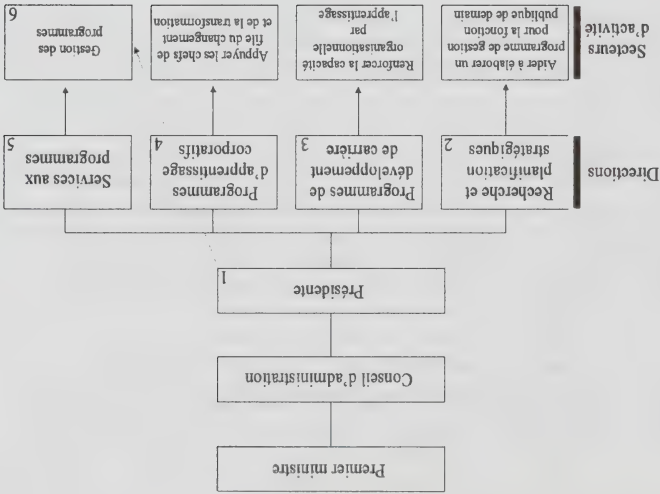 Premier ministre
Conseil d'administration
Présidente
1
Directions
Recherche et
planification
stratégiques
2
Programmes de
développement
de carrière
3
Programmes
d'apprentissage
corporatifs
4
Services aux
programmes
5
Secteurs
d'activité
Aider à élaborer un
programme de gestion
pour la fonction
publique de demain
Renforcer la capacité
organisationnelle
par
l'apprentissage
Appuyer les chefs de
file du changement
et de la transformation
Gestion des
programmes
6